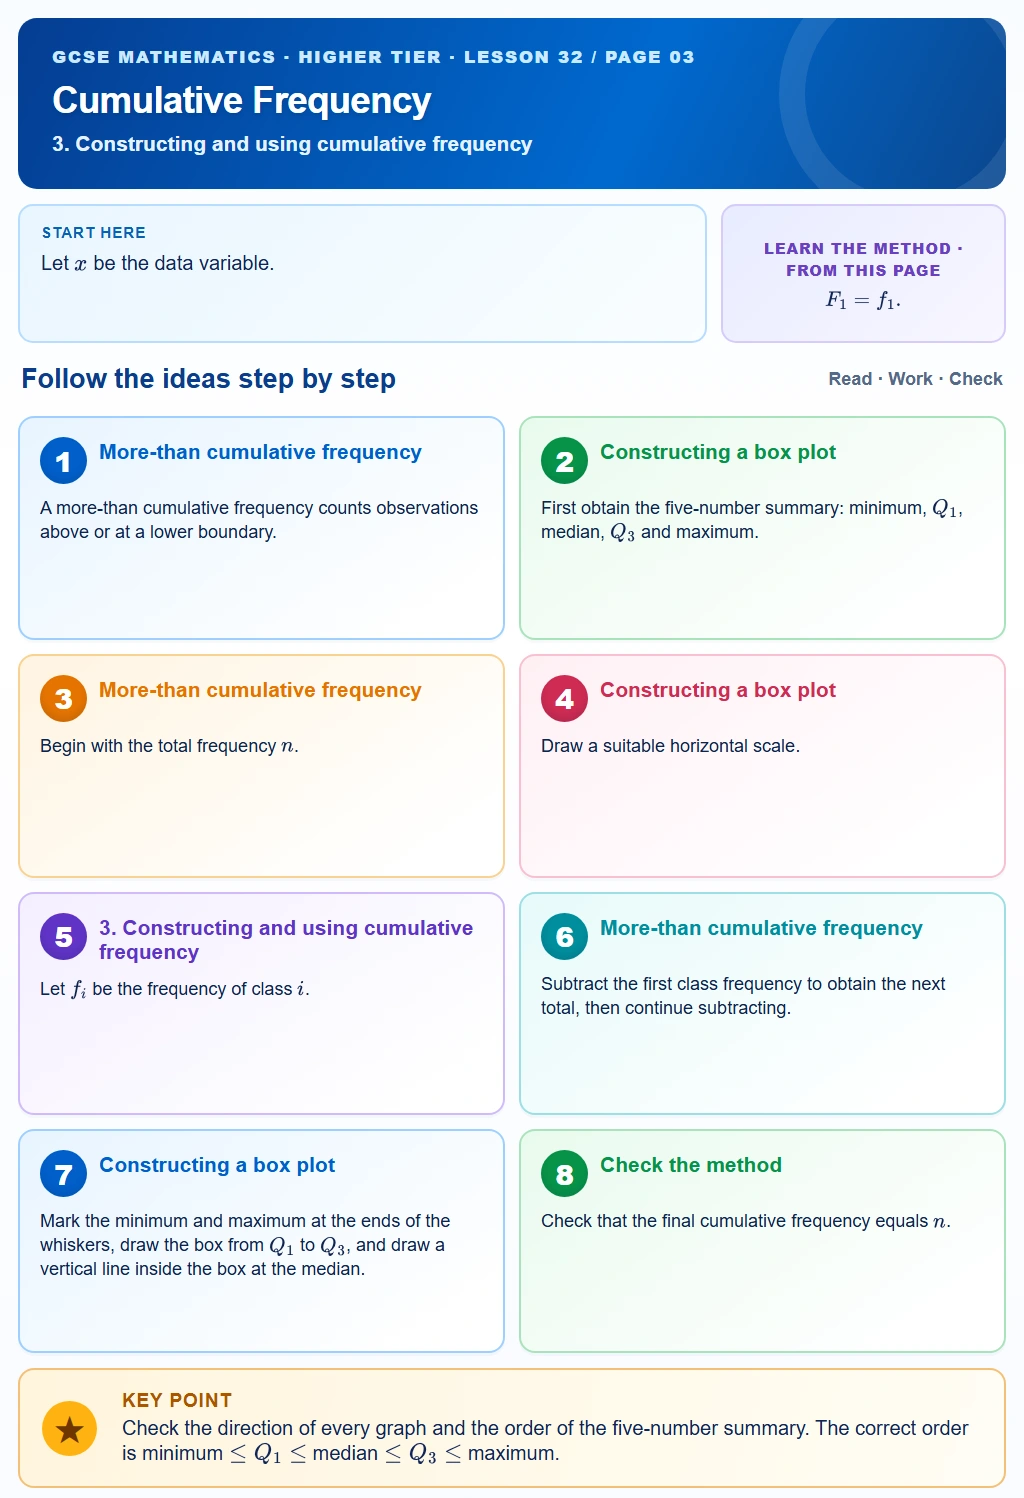 GCSE MATHEMATICS · HIGHER TIER · LESSON 32 / PAGE 03
Cumulative Frequency
3. Constructing and using cumulative frequency
START HERE
Let x be the data variable.
LEARN THE METHOD ·
FROM THIS PAGE
F₁ = f₁.
Follow the ideas step by step
Read · Work · Check
1
More-than cumulative frequency
A more-than cumulative frequency counts observations
above or at a lower boundary.
2
Constructing a box plot
First obtain the five-number summary: minimum, Q₁,
median, Q₃ and maximum.
3
More-than cumulative frequency
Begin with the total frequency n.
4
Constructing a box plot
Draw a suitable horizontal scale.
5
3. Constructing and using cumulative
frequency
Let fᵢ be the frequency of class i.
6
More-than cumulative frequency
Subtract the first class frequency to obtain the next
total, then continue subtracting.
7
Constructing a box plot
Mark the minimum and maximum at the ends of the
whiskers, draw the box from Q₁ to Q₃, and draw a
vertical line inside the box at the median.
8
Check the method
Check that the final cumulative frequency equals n.
KEY POINT
Check the direction of every graph and the order of the five-number summary. The correct order
is minimum ≤ Q₁ ≤ median ≤ Q₃ ≤ maximum.